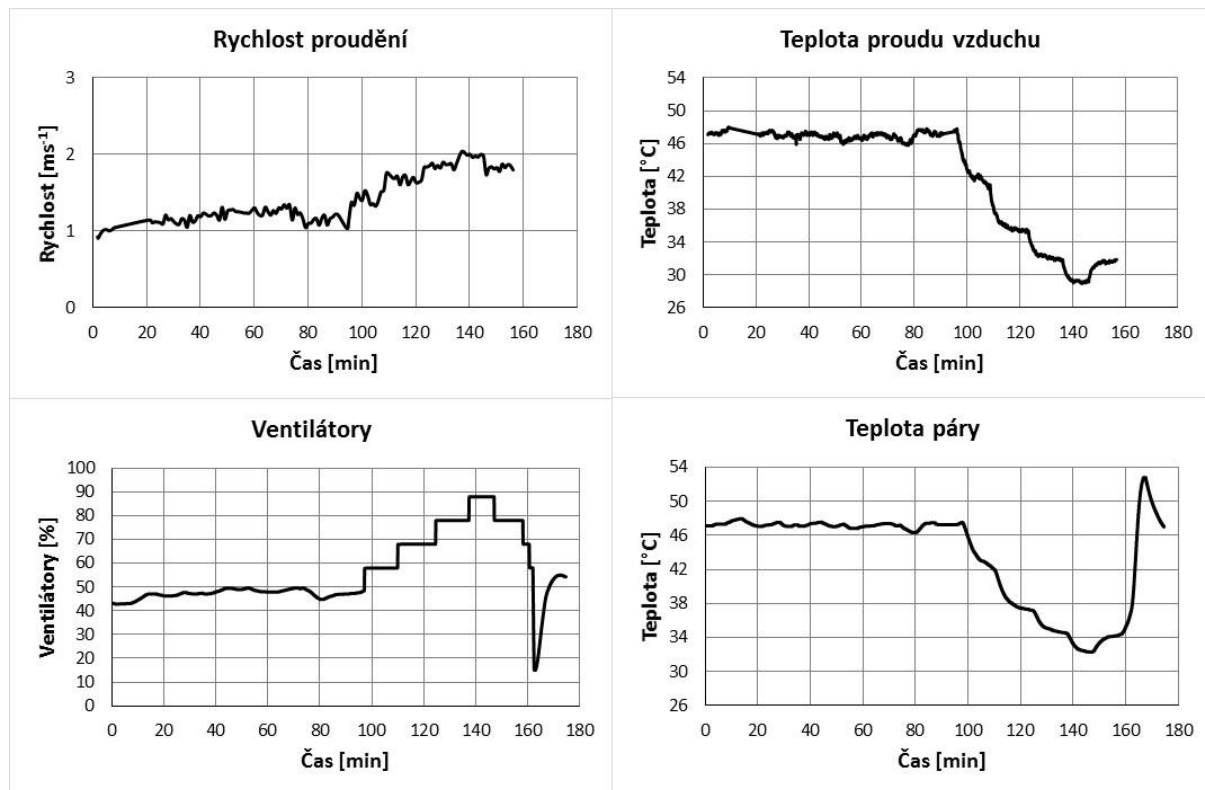 Rychlost proudění
Rychlost [ms⁻¹]
3
2
1
0
0 20 40 60 80 100 120 140 160 180
Čas [min]
Teplota proudu vzduchu
Teplota [°C]
54
50
46
42
38
34
30
26
0 20 40 60 80 100 120 140 160 180
Čas [min]
Ventilátory
Ventilátory [%]
100
90
80
70
60
50
40
30
20
10
0
0 20 40 60 80 100 120 140 160 180
Čas [min]
Teplota páry
Teplota [°C]
54
50
46
42
38
34
30
26
0 20 40 60 80 100 120 140 160 180
Čas [min]